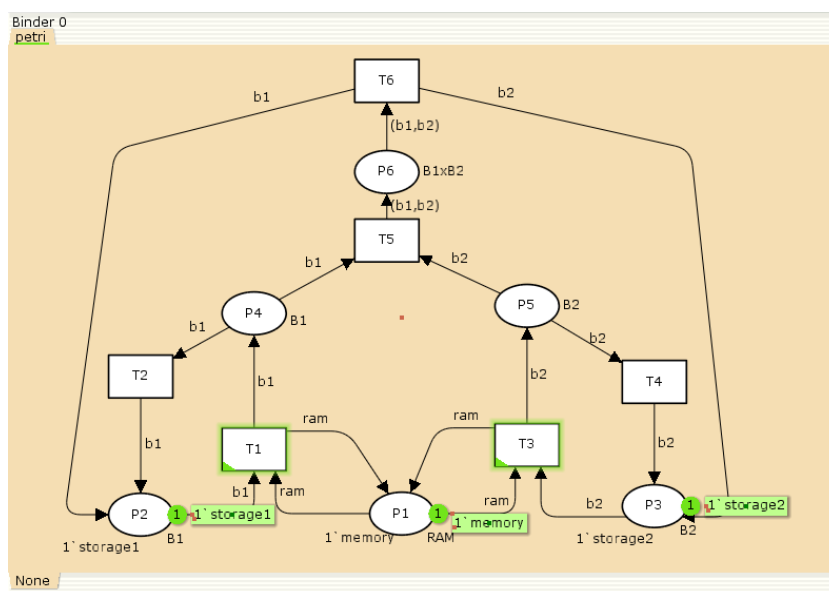 Binder 0
petri
T6
b1
b2
(b1,b2)
P6
B1xB2
(b1,b2)
T5
b1
b2
P4
B1
P5
B2
b1
b2
T2
T4
b1
b2
ram
ram
T1
T3
b1
b2
b1
ram
ram
b2
P2
1
1`storage1
P1
1
1`memory
P3
1
1`storage2
1`storage1
B1
1`memory
RAM
1`storage2
B2
None